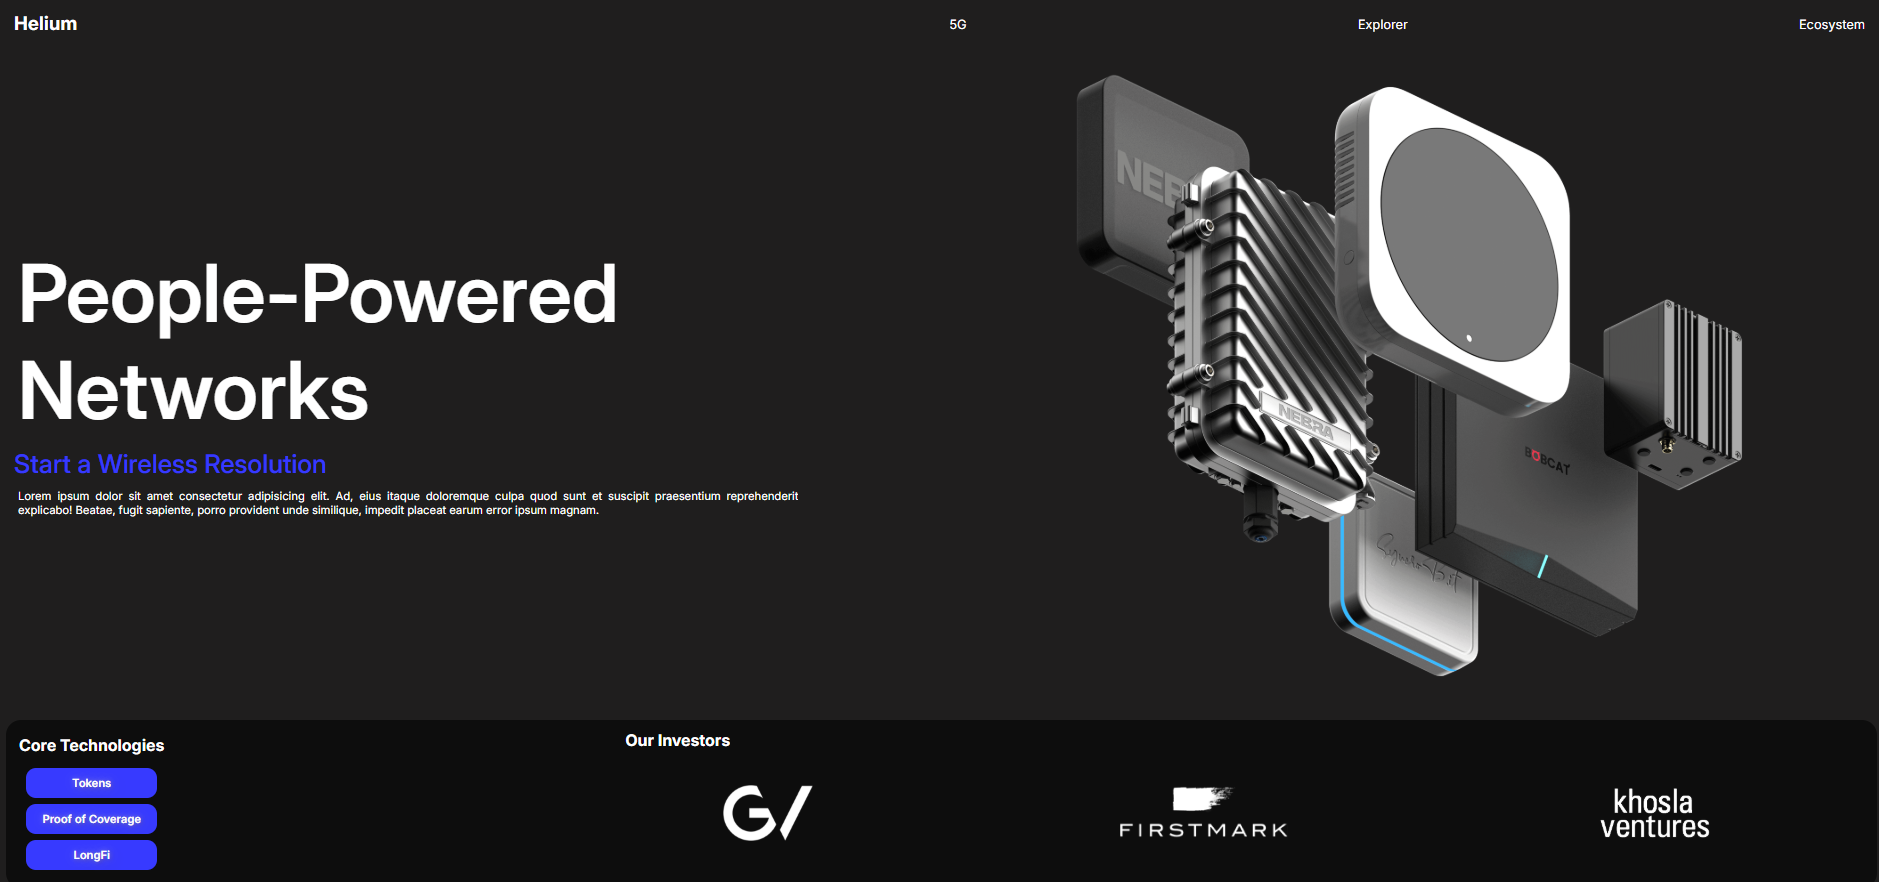 Helium
5G
Explorer
Ecosystem
People-Powered
Networks
Start a Wireless Resolution
Lorem ipsum dolor sit amet consectetur adipisicing elit. Ad, eius itaque doloremque culpa quod sunt et suscipit praesentium reprehenderit
explicabo! Beatae, fugit sapiente, porro provident unde similique, impedit placeat earum error ipsum magnam.
NEB
NEBRA
BOBCAT
Core Technologies
Tokens
Proof of Coverage
LongFi
Our Investors
GV
FIRSTMARK
khosla
ventures